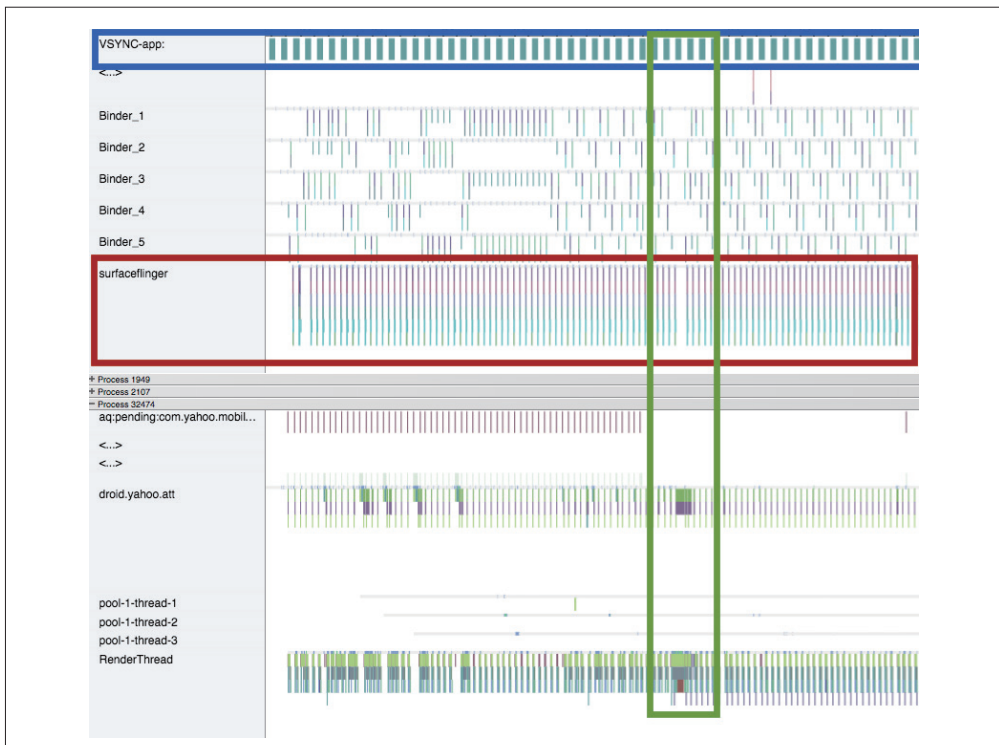 VSYNC-app:
<...>
Binder_1
Binder_2
Binder_3
Binder_4
Binder_5
surfaceflinger
+ Process 1949
+ Process 2107
− Process 32474
aq:pending:com.yahoo.mobil...
<...>
<...>
droid.yahoo.att
pool-1-thread-1
pool-1-thread-2
pool-1-thread-3
RenderThread